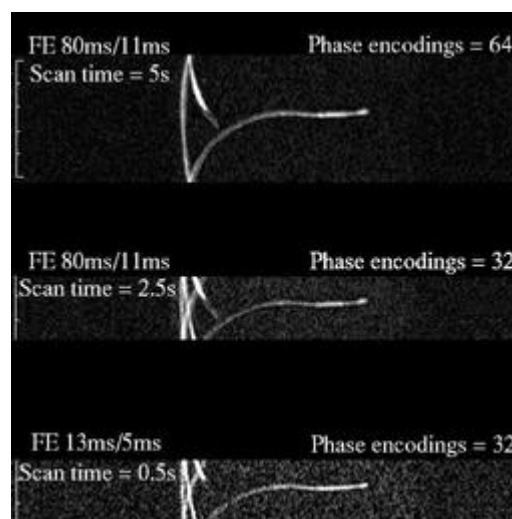 FE 80ms/11ms Phase encodings = 64
Scan time = 5s
FE 80ms/11ms Phase encodings = 32
Scan time = 2.5s
FE 13ms/5ms Phase encodings = 32
Scan time = 0.5s